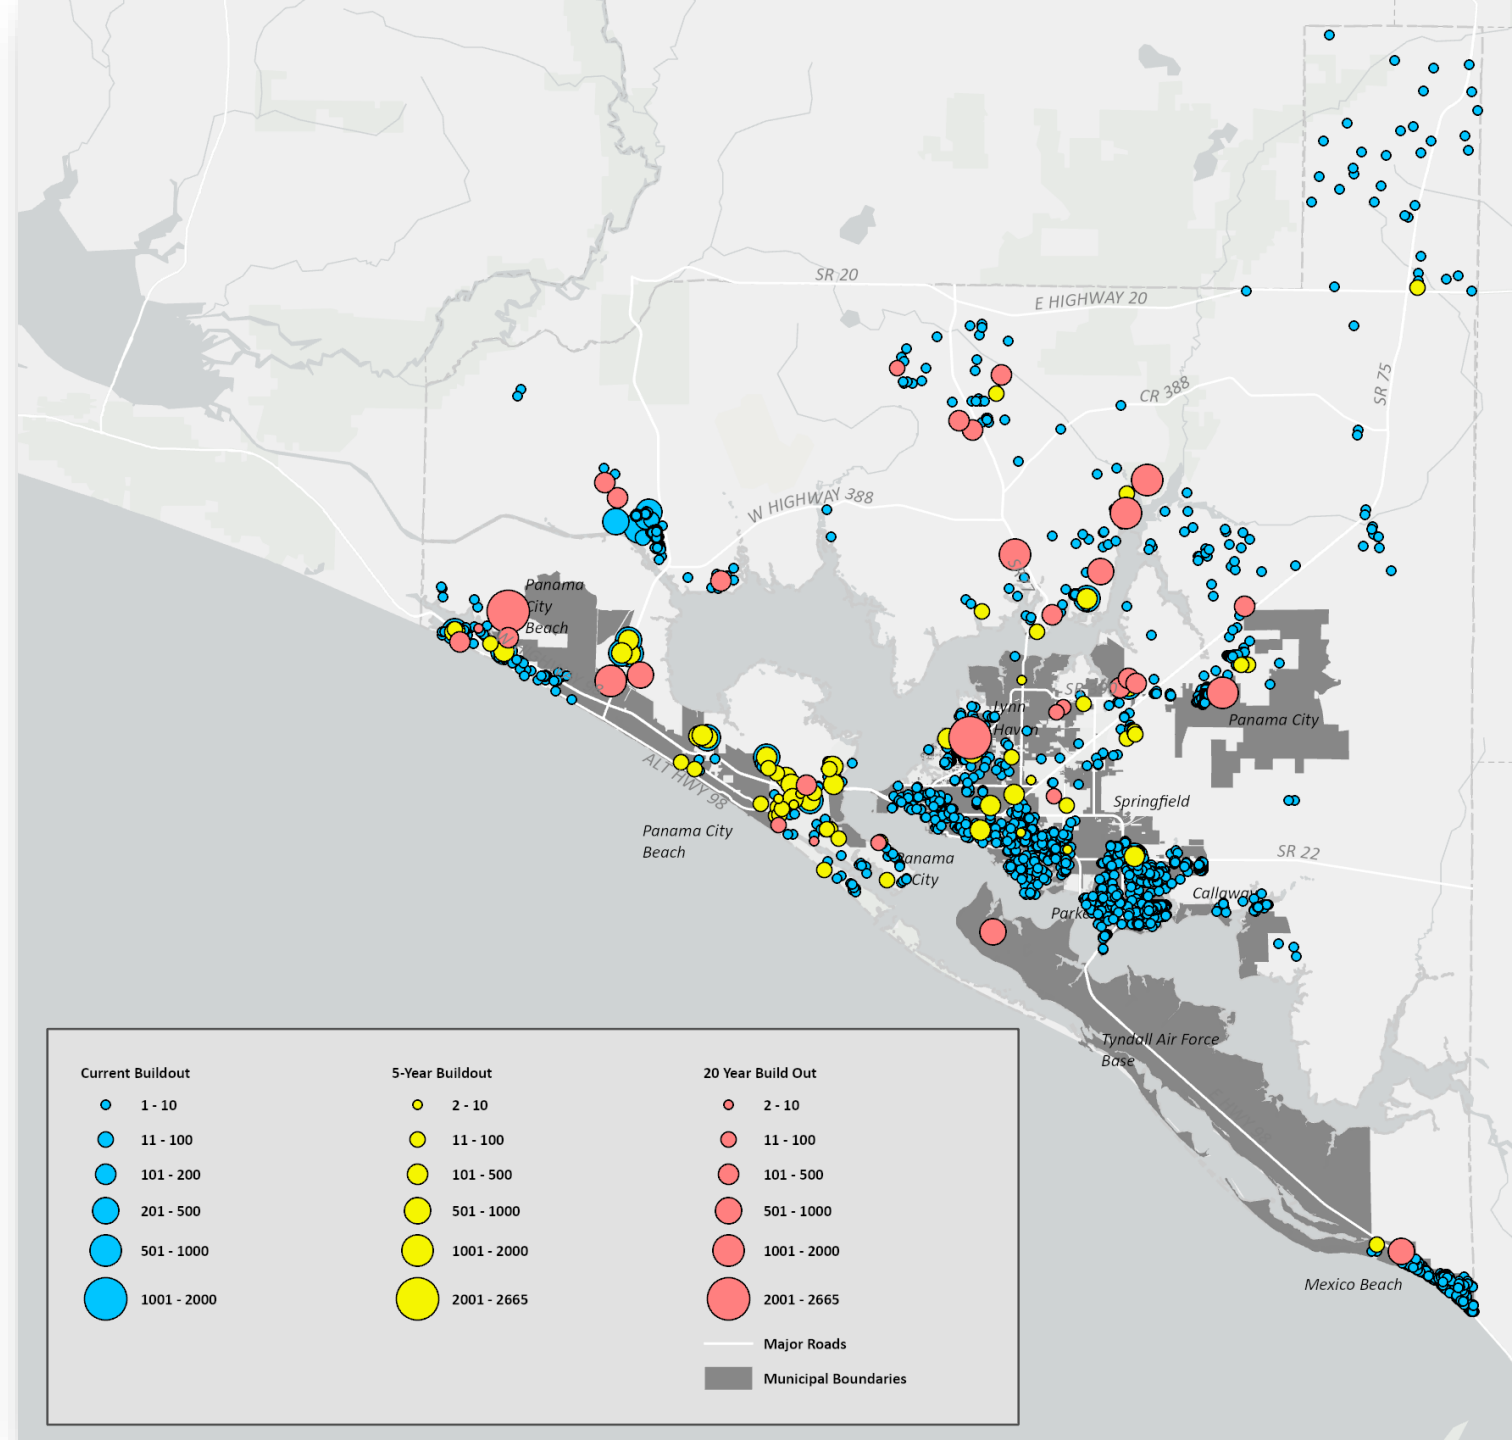 SR 20
E HIGHWAY 20
SR 75
CR 388
W HIGHWAY 388
Panama
City
Beach
Lynn
Haven
Panama City
ALT HWY 98
Springfield
Panama City
Beach
Panama
City
SR 22
Callaway
Parke
Tyndall Air Force
Base
Mexico Beach
Current Buildout
1 - 10
11 - 100
101 - 200
201 - 500
501 - 1000
1001 - 2000
5-Year Buildout
2 - 10
11 - 100
101 - 500
501 - 1000
1001 - 2000
2001 - 2665
20 Year Build Out
2 - 10
11 - 100
101 - 500
501 - 1000
1001 - 2000
2001 - 2665
Major Roads
Municipal Boundaries